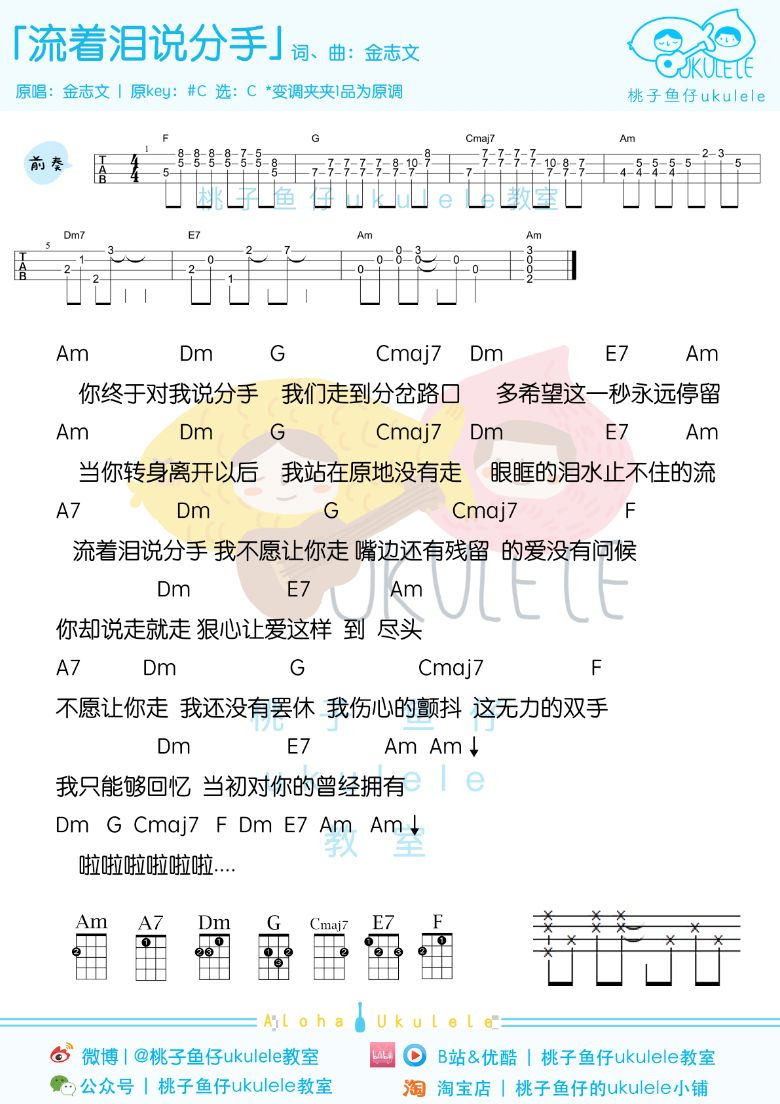 「流着泪说分手」词、曲：金志文
原唱：金志文 | 原key：#C 选：C *变调夹夹1品为原调
UKULELE
桃子鱼仔ukulele
前奏
F G Cmaj7 Am
桃子鱼仔ukulele教室
Dm7 E7 Am Am
Am Dm G Cmaj7 Dm E7 Am
你终于对我说分手 我们走到分岔路口 多希望这一秒永远停留
Am Dm G Cmaj7 Dm E7 Am
当你转身离开以后 我站在原地没有走 眼眶的泪水止不住的流
A7 Dm G Cmaj7 F
流着泪说分手 我不愿让你走 嘴边还有残留 的爱没有问候
UKULELE
Dm E7 Am
你却说走就走 狠心让爱这样 到 尽头
A7 Dm G Cmaj7 F
不愿让你走 我还没有罢休 我伤心的颤抖 这无力的双手
桃子鱼仔
Dm E7 Am Am↓
ukulele
我只能够回忆 当初对你的曾经拥有
Dm G Cmaj7 F Dm E7 Am Am↓
教室
啦啦啦啦啦啦....
Am A7 Dm G Cmaj7 E7 F
Aloha Ukulele
微博 | @桃子鱼仔ukulele教室
B站&优酷 | 桃子鱼仔ukulele教室
公众号 | 桃子鱼仔ukulele教室
淘 淘宝店 | 桃子鱼仔的ukulele小铺